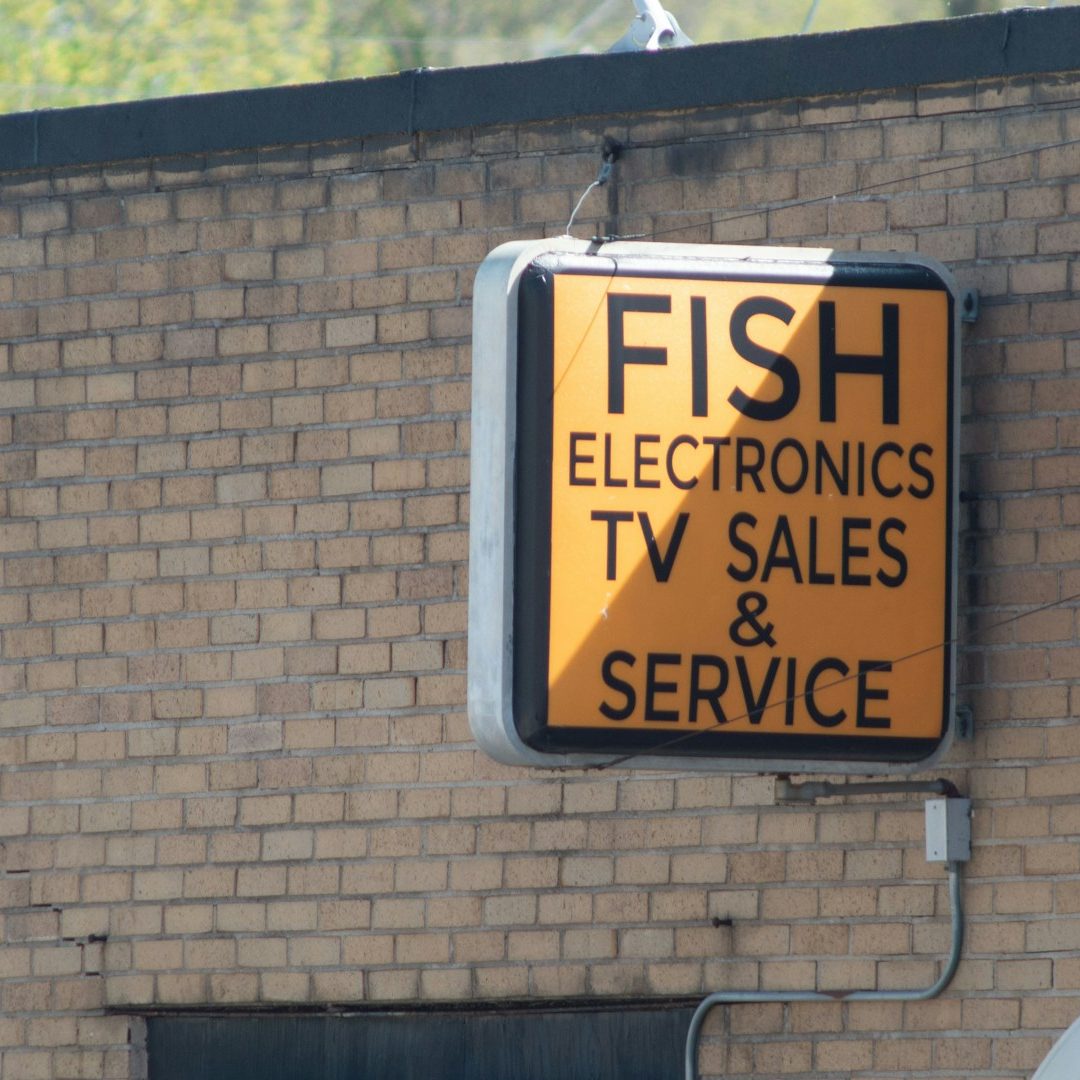 FISH
ELECTRONICS
TV SALES
&
SERVICE